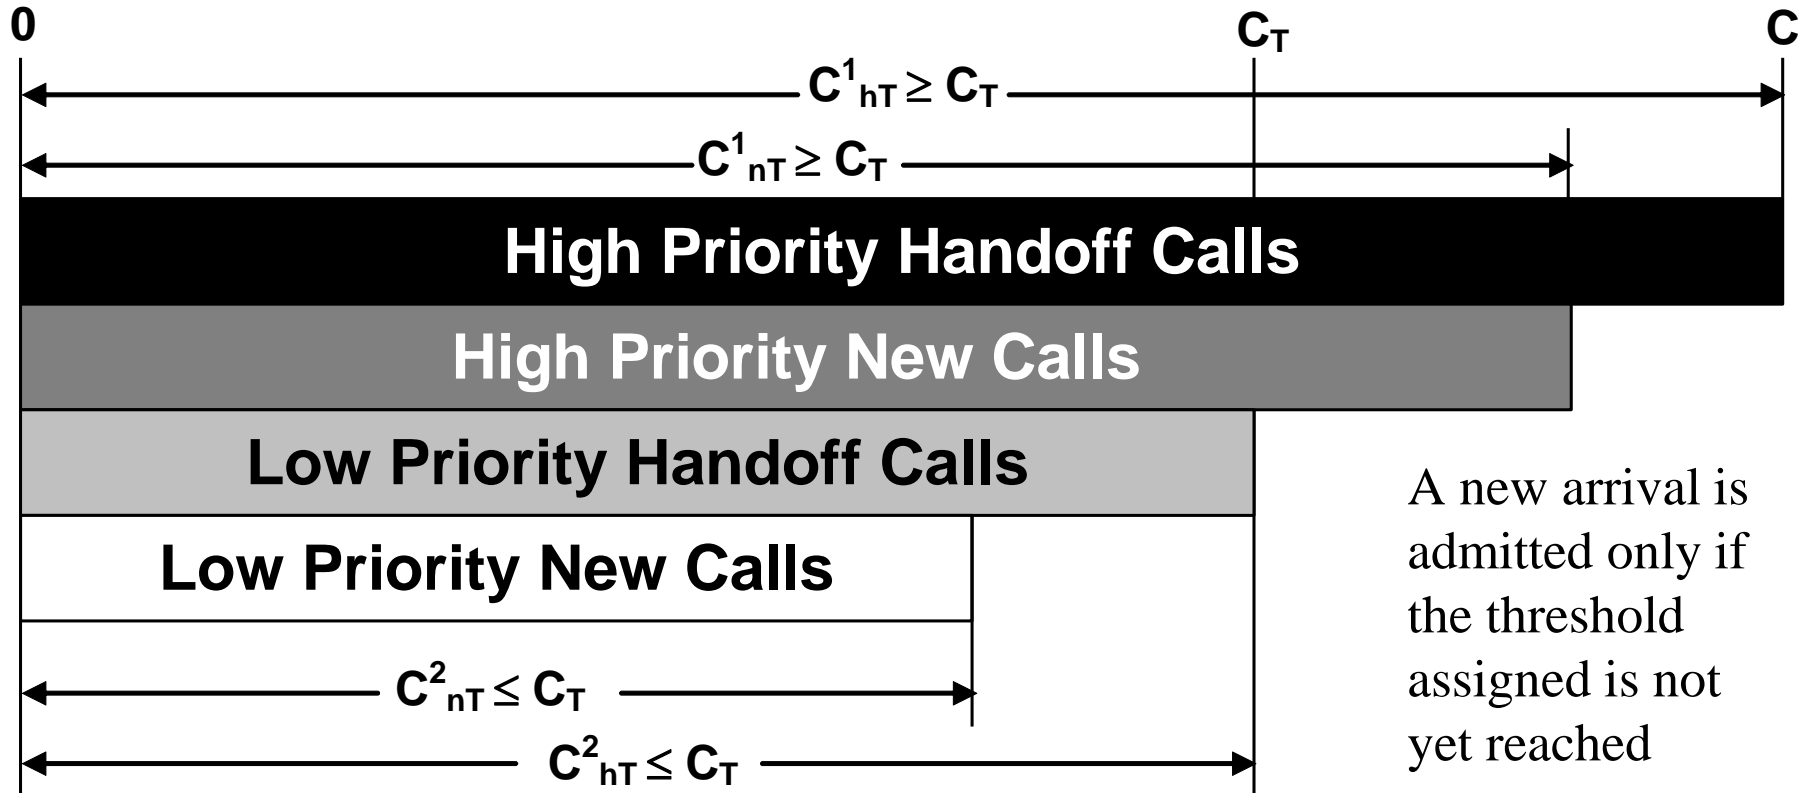 0
C_T
C
C^1_hT ≥ C_T
C^1_nT ≥ C_T
High Priority Handoff Calls
High Priority New Calls
Low Priority Handoff Calls
Low Priority New Calls
C^2_nT ≤ C_T
C^2_hT ≤ C_T
A new arrival is
admitted only if
the threshold
assigned is not
yet reached